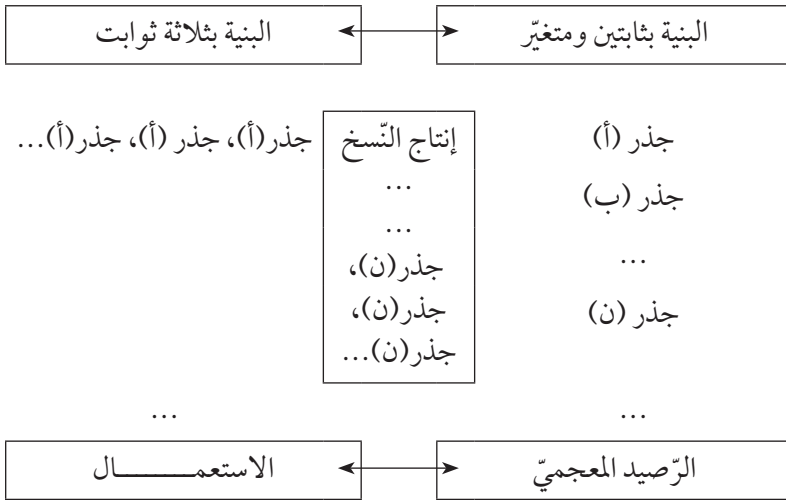 البنية بثابتين ومتغيّر
البنية بثلاثة ثوابت
جذر (أ)
إنتاج النّسخ
جذر(أ)، جذر (أ)، جذر(أ)...
جذر (ب)
...
...
...
جذر(ن)،
جذر (ن)
جذر(ن)،
جذر(ن)...
...
...
الرّصيد المعجميّ
الاستعمـــــــــال